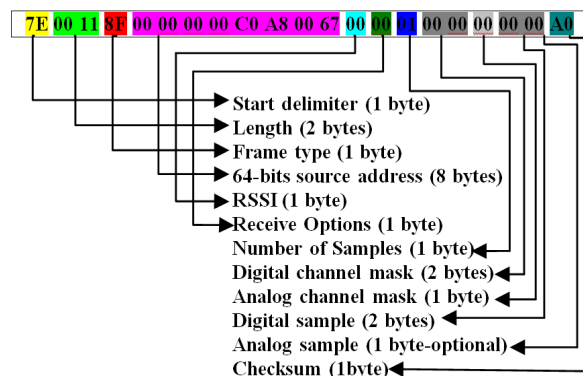 7E 00 11 8F 00 00 00 00 C0 A8 00 67 00 00 01 00 00 00 00 00 A0
Start delimiter (1 byte)
Length (2 bytes)
Frame type (1 byte)
64-bits source address (8 bytes)
RSSI (1 byte)
Receive Options (1 byte)
Number of Samples (1 byte)
Digital channel mask (2 bytes)
Analog channel mask (1 byte)
Digital sample (2 bytes)
Analog sample (1 byte-optional)
Checksum (1byte)